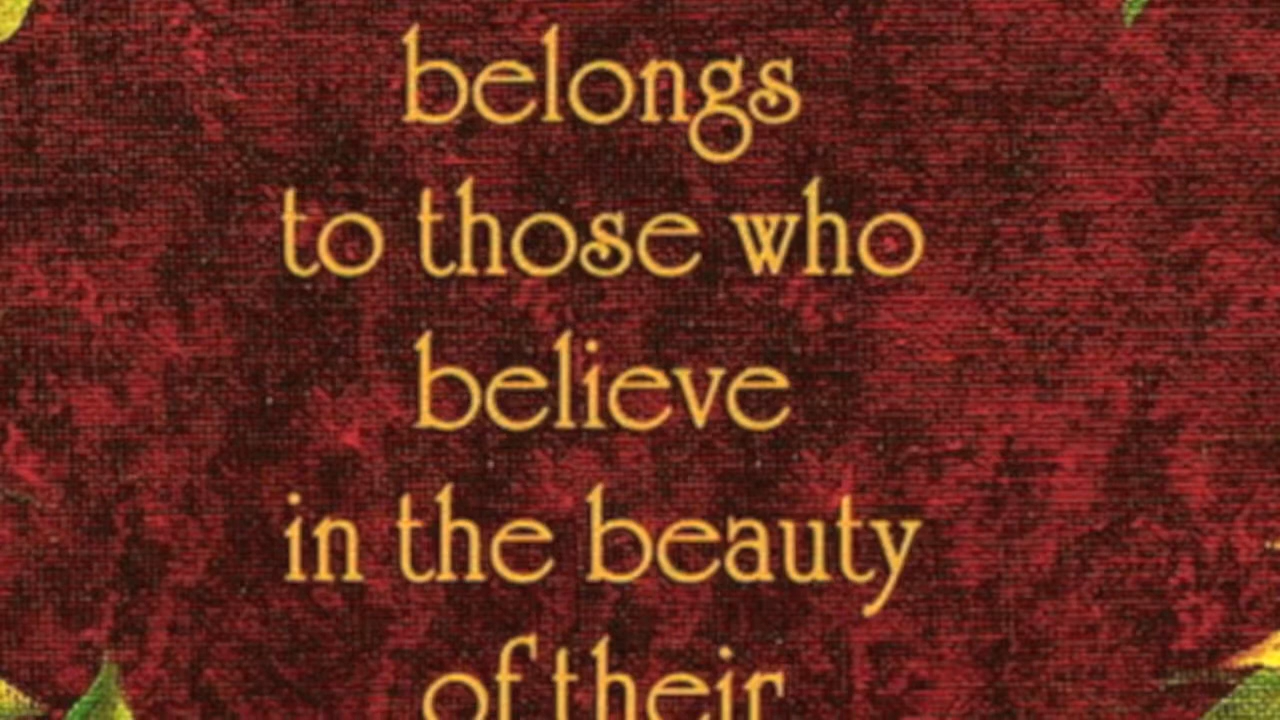 belongs
to those who
believe
in the beauty
of their